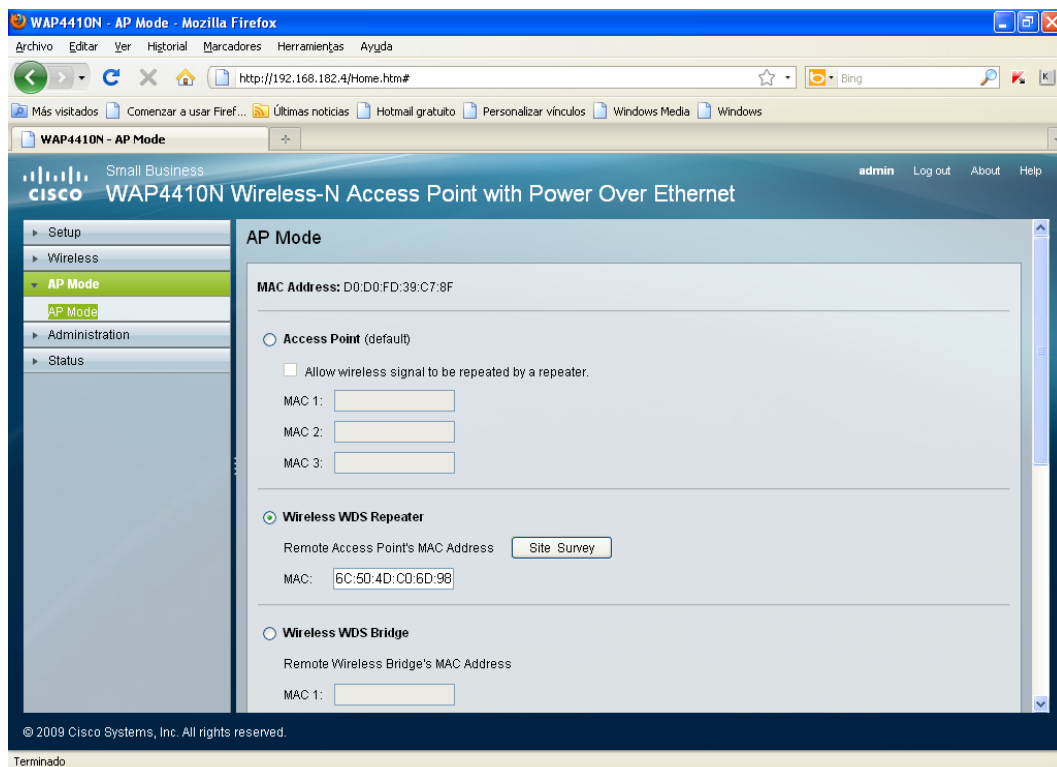 WAP4410N - AP Mode - Mozilla Firefox
Archivo Editar Ver Historial Marcadores Herramientas Ayuda
http://192.168.182.4/Home.htm#
Bing
Más visitados Comenzar a usar Firef... Últimas noticias Hotmail gratuito Personalizar vínculos Windows Media Windows
WAP4410N - AP Mode
Small Business
admin Log out About Help
CISCO WAP4410N Wireless-N Access Point with Power Over Ethernet
Setup
Wireless
AP Mode
AP Mode
Administration
Status
AP Mode
MAC Address: D0:D0:FD:39:C7:8F
Access Point (default)
Allow wireless signal to be repeated by a repeater.
MAC 1:
MAC 2:
MAC 3:
Wireless WDS Repeater
Remote Access Point's MAC Address Site Survey
MAC: 6C:50:4D:C0:6D:98
Wireless WDS Bridge
Remote Wireless Bridge's MAC Address
MAC 1:
© 2009 Cisco Systems, Inc. All rights reserved.
Terminado